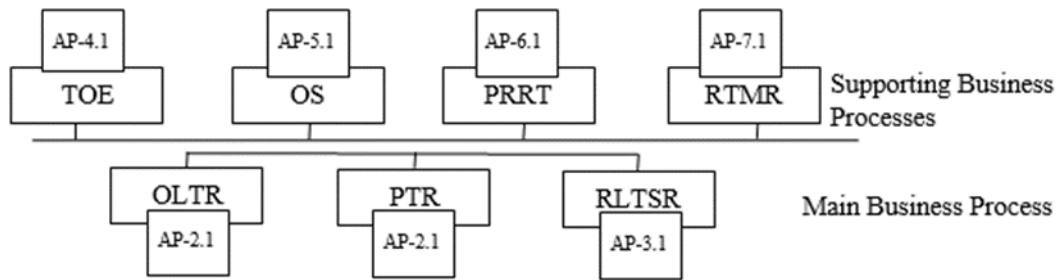 AP-4.1
AP-5.1
AP-6.1
AP-7.1
TOE
OS
PRRT
RTMR
Supporting Business
Processes
OLTR
PTR
RLTSR
Main Business Process
AP-2.1
AP-2.1
AP-3.1